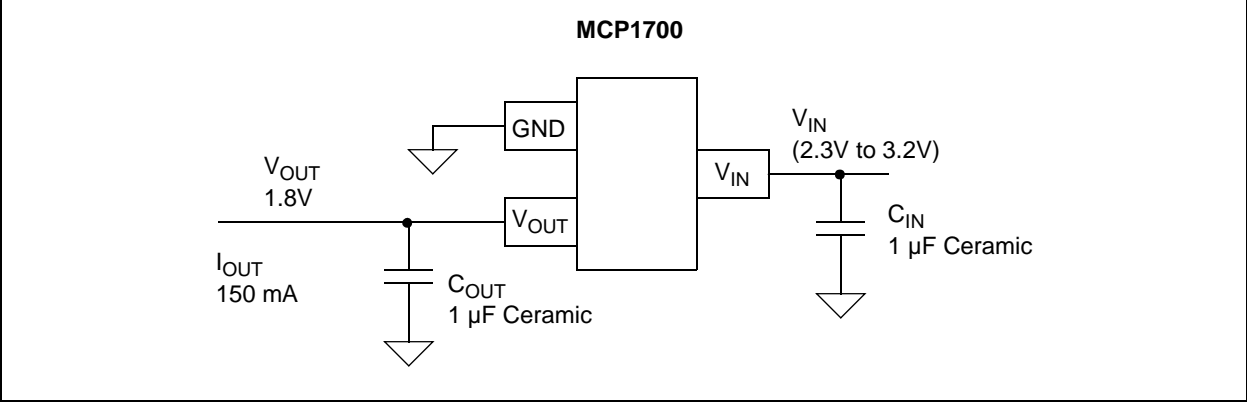 MCP1700
GND
VIN
(2.3V to 3.2V)
VOUT
1.8V
VIN
VOUT
CIN
1 µF Ceramic
IOUT
150 mA
COUT
1 µF Ceramic